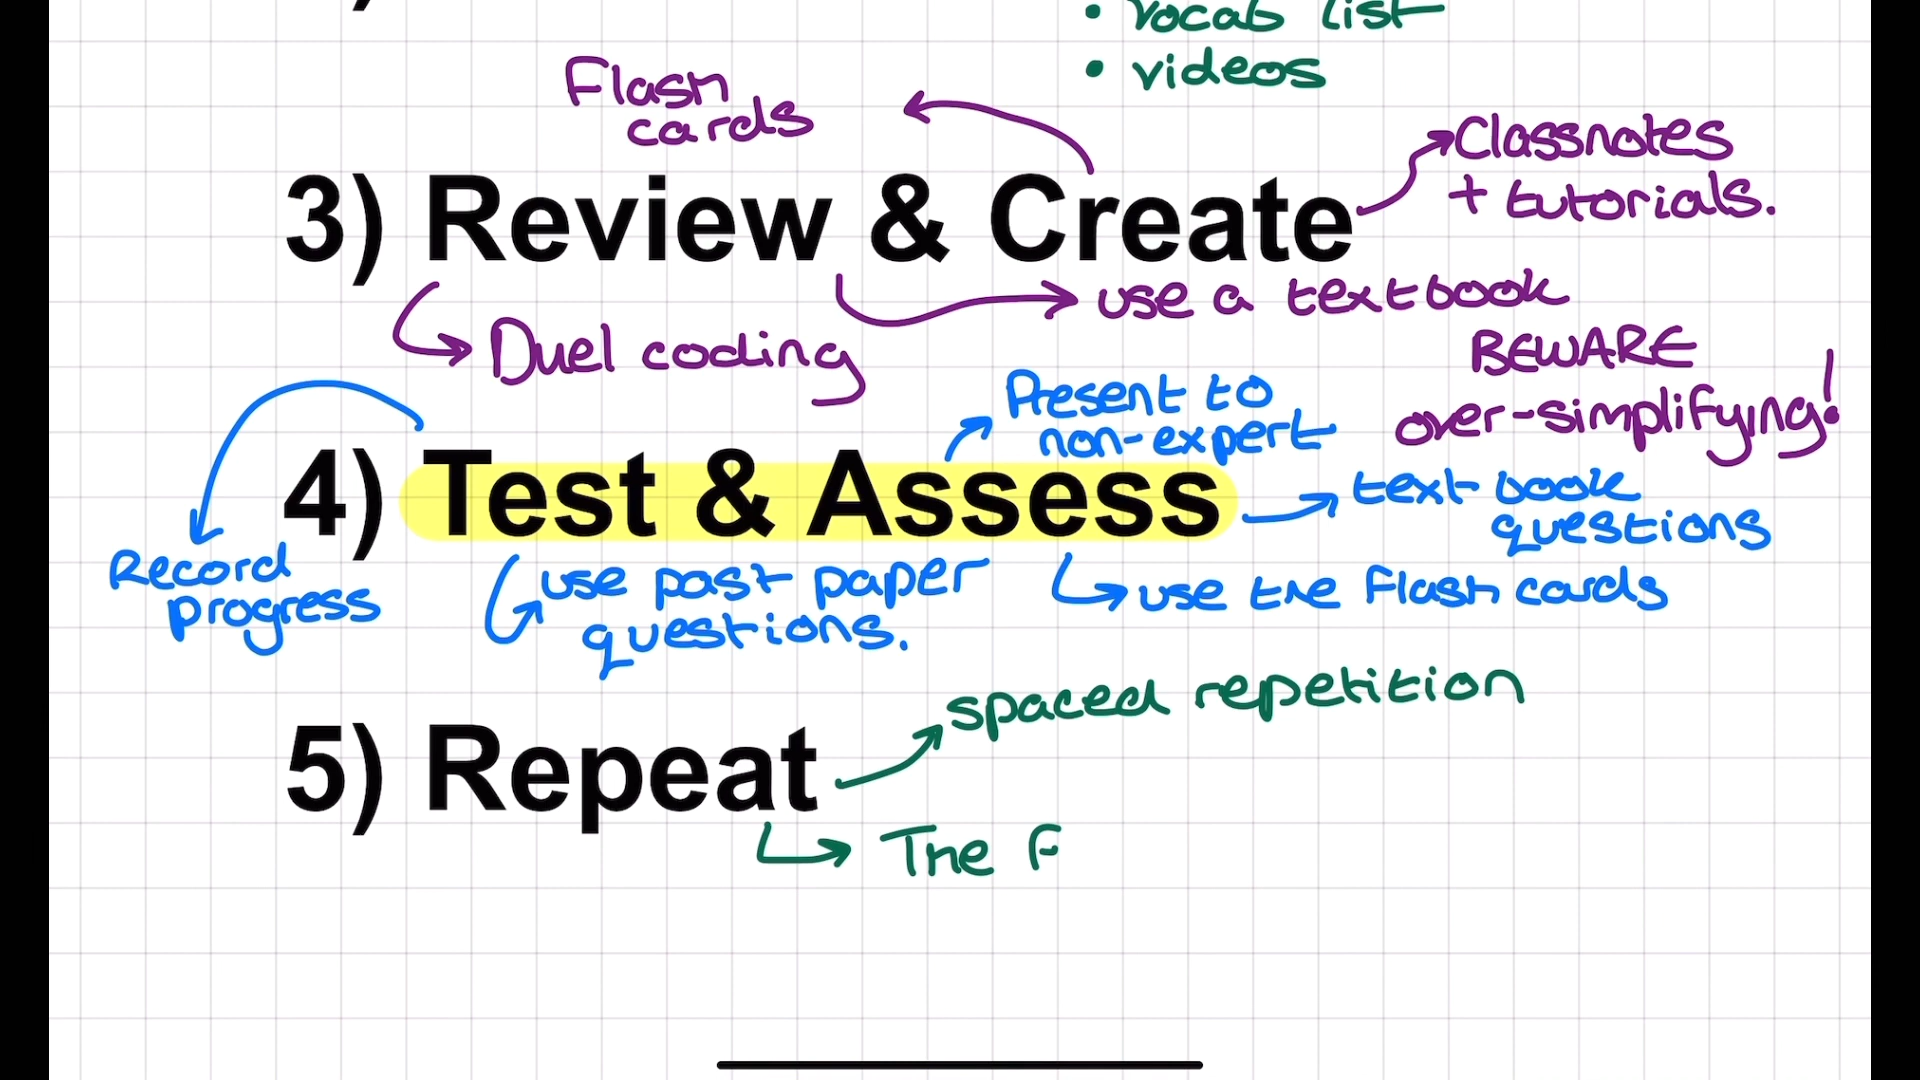 • vocab list
• videos
Flash
cards
Classnotes
+ tutorials.
3) Review & Create
use a textbook
Duel coding
BEWARE
over-simplifying!
Present to
non-expert
4) Test & Assess
text book
questions
Record
progress
use past paper
questions.
use the flash cards
spaced repetition
5) Repeat
The F